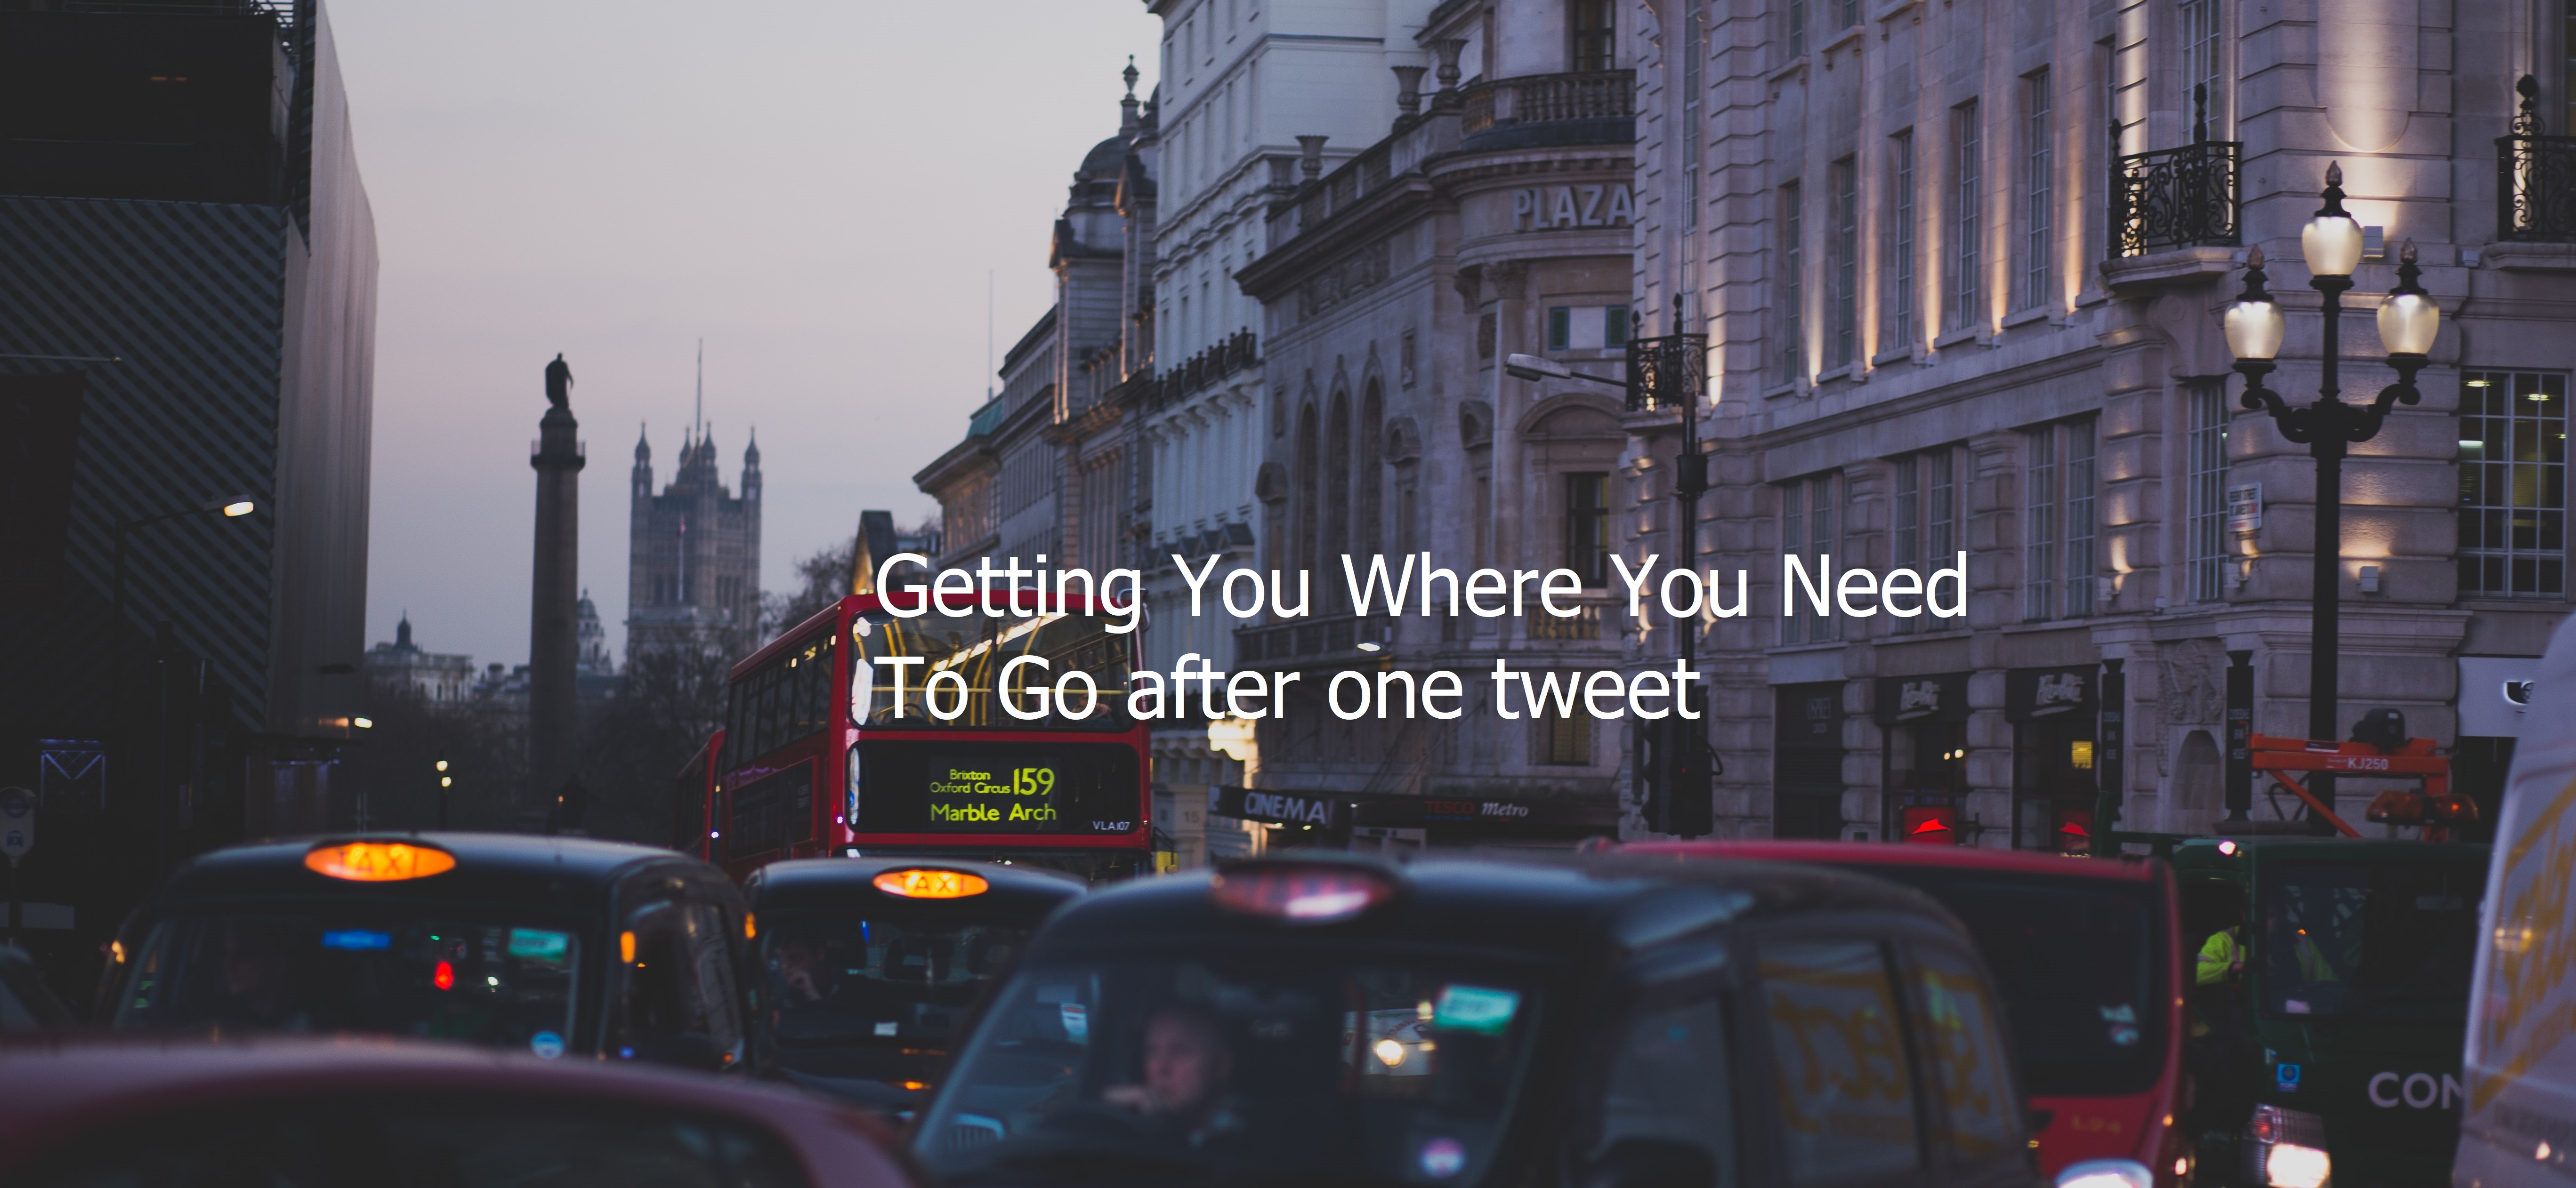 PLAZA
Getting You Where You Need
To Go after one tweet
Brixton
Oxford Circus 159
Marble Arch
VLA107
KJ250
CINEMA
TESCO Metro
15
TAXI
TAXI
CON